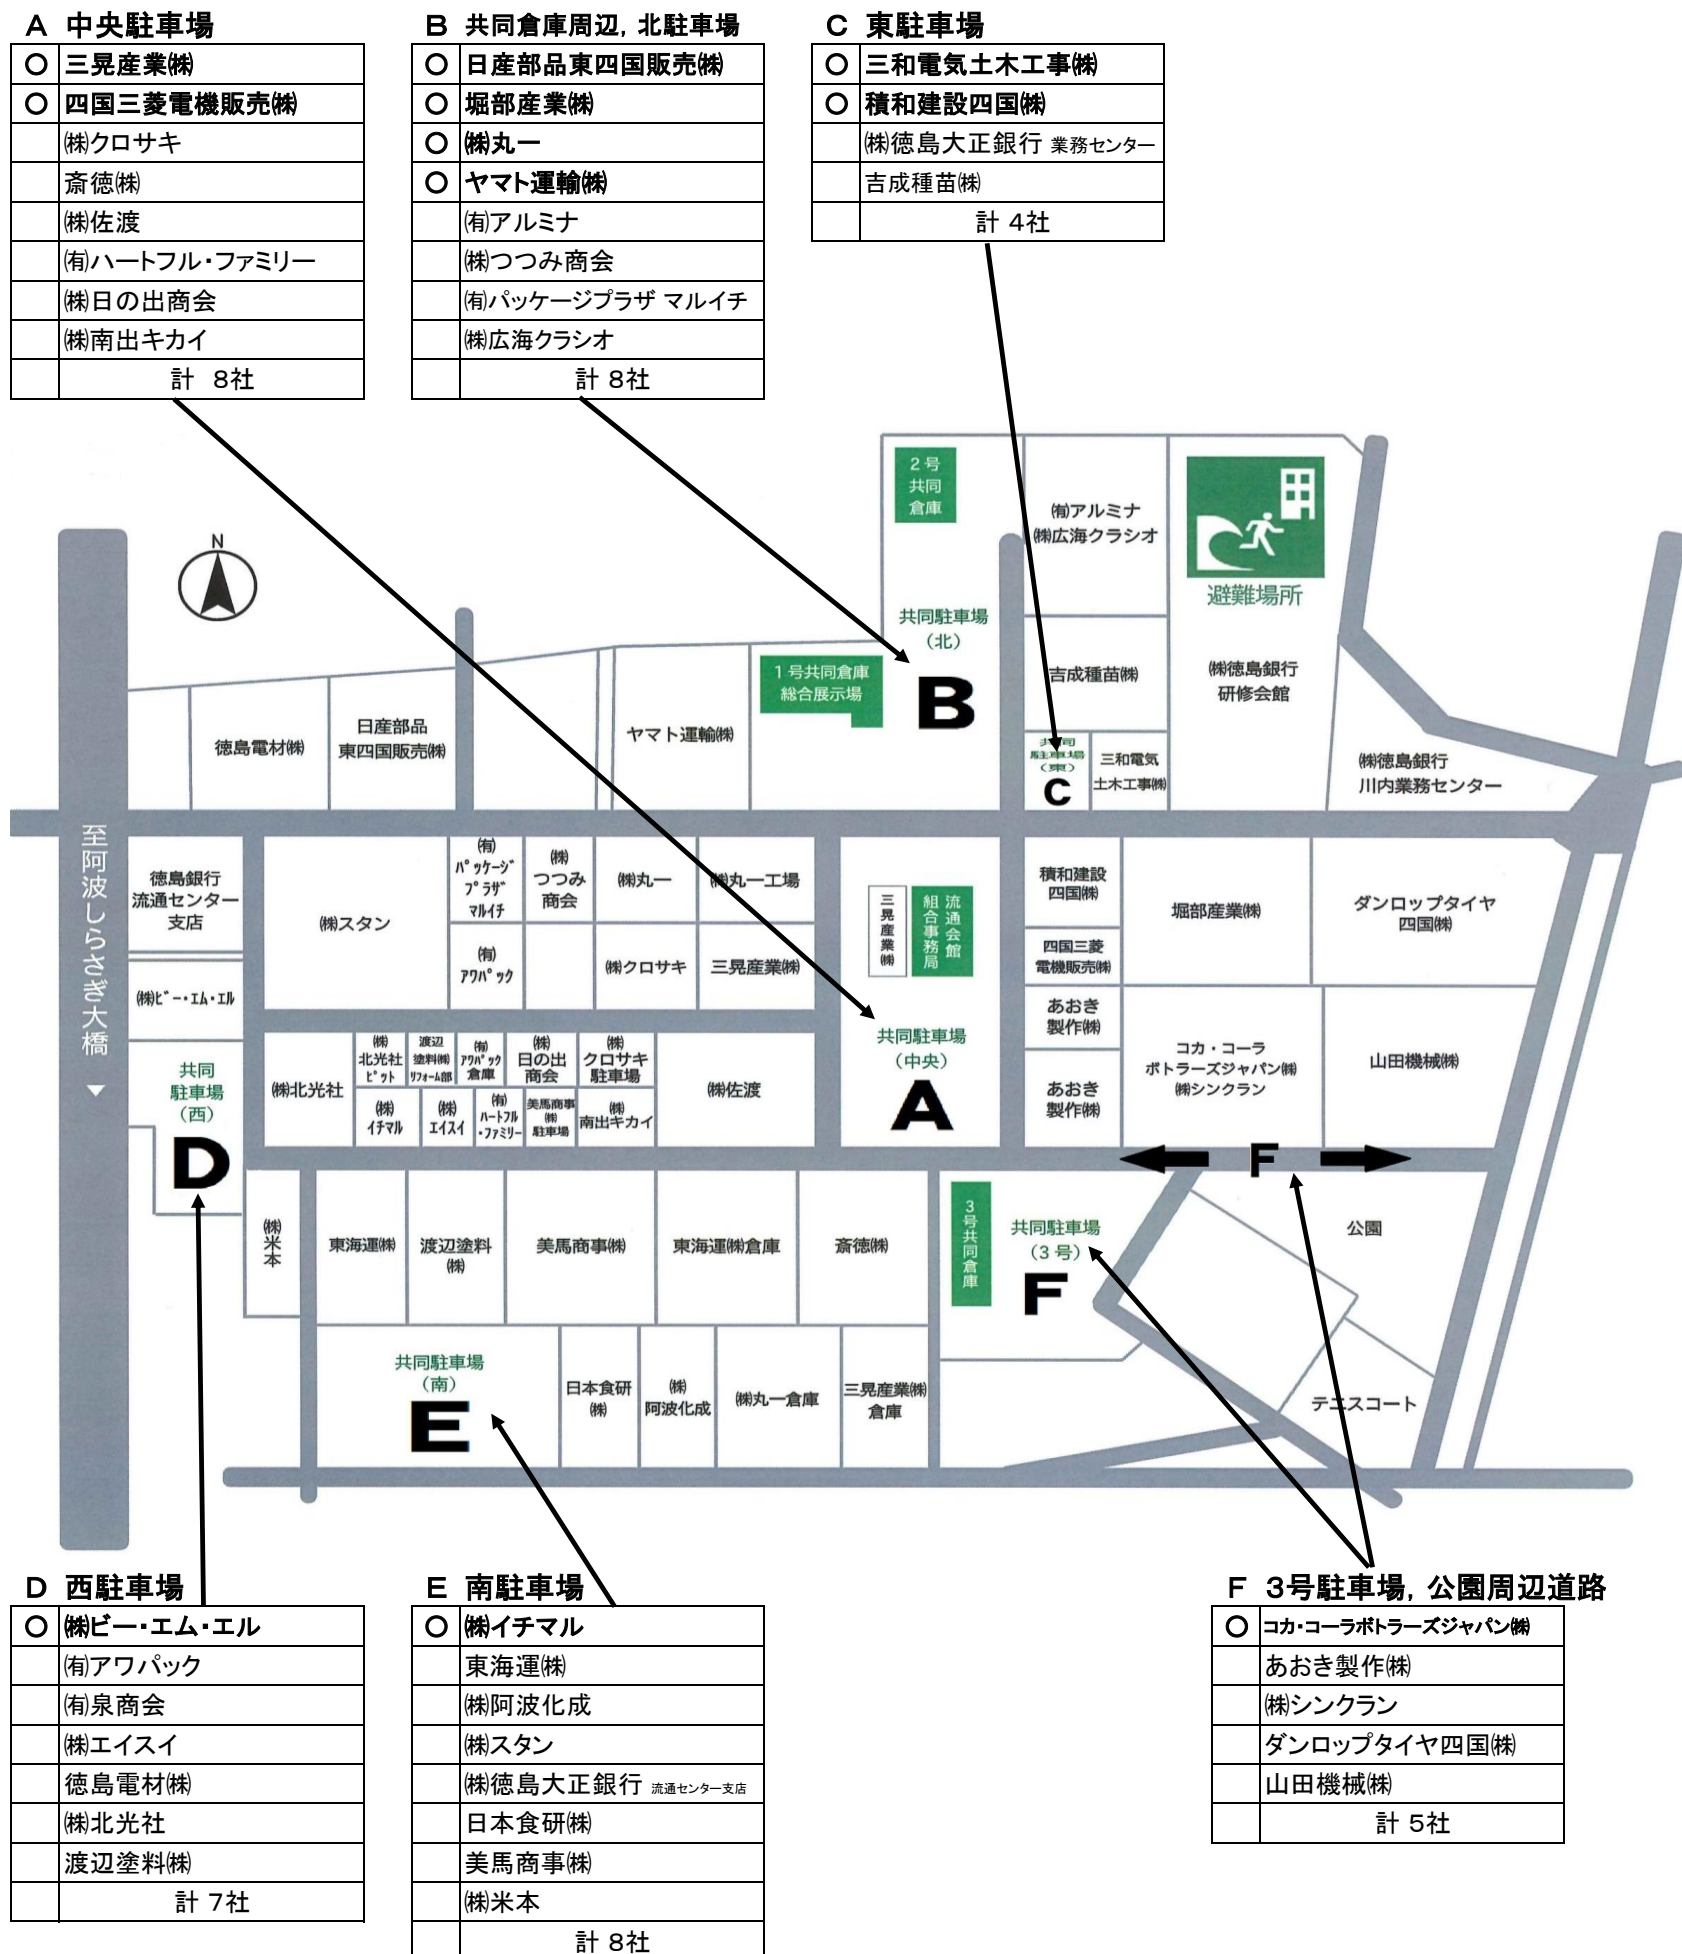 A 中央駐車場
○ 三晃産業㈱
○ 四国三菱電機販売㈱
㈱クロサキ
斎徳㈱
㈱佐渡
㈲ハートフル・ファミリー
㈱日の出商会
㈱南出キカイ
計 8社
B 共同倉庫周辺, 北駐車場
○ 日産部品東四国販売㈱
○ 堀部産業㈱
○ ㈱丸一
○ ヤマト運輸㈱
㈲アルミナ
㈱つつみ商会
㈲パッケージプラザ マルイチ
㈱広海クラシオ
計 8社
C 東駐車場
○ 三和電気土木工事㈱
○ 積和建設四国㈱
㈱徳島大正銀行 業務センター
吉成種苗㈱
計 4社
N
2号
共同
倉庫
㈲アルミナ
㈱広海クラシオ
避難場所
共同駐車場
（北）
B
1号共同倉庫
総合展示場
吉成種苗㈱
㈱徳島銀行
研修会館
徳島電材㈱
日産部品
東四国販売㈱
ヤマト運輸㈱
共同
駐車場
（東）
C
三和電気
土木工事㈱
㈱徳島銀行
川内業務センター
至阿波しらさぎ大橋 ▼
徳島銀行
流通センター
支店
㈱スタン
㈲
パッケージ
プラザ
マルイチ
㈱
つつみ
商会
㈱丸一
㈱丸一工場
三晃産業㈱
流通会館
組合事務局
積和建設
四国㈱
堀部産業㈱
ダンロップタイヤ
四国㈱
㈲
アワパック
㈱クロサキ
三晃産業㈱
四国三菱
電機販売㈱
㈱ビー・エム・エル
あおき
製作㈱
共同駐車場
（中央）
A
コカ・コーラ
ボトラーズジャパン㈱
㈱シンクラン
山田機械㈱
共同
駐車場
（西）
D
㈱北光社
㈱
北光社
ピット
渡辺
塗料㈱
リフォーム部
㈲
アワパック
倉庫
㈱
日の出
商会
㈱
クロサキ
駐車場
㈱佐渡
あおき
製作㈱
㈱
イチマル
㈱
エイスイ
㈲
ハートフル
・ファミリー
美馬商事
㈱
駐車場
㈱
南出キカイ
F
㈱米本
東海運㈱
渡辺塗料
㈱
美馬商事㈱
東海運㈱倉庫
斎徳㈱
3号共同倉庫
共同駐車場
（3号）
F
公園
共同駐車場
（南）
E
日本食研
㈱
㈱
阿波化成
㈱丸一倉庫
三晃産業㈱
倉庫
テニスコート
D 西駐車場
○ ㈱ビー・エム・エル
㈲アワパック
㈲泉商会
㈱エイスイ
徳島電材㈱
㈱北光社
渡辺塗料㈱
計 7社
E 南駐車場
○ ㈱イチマル
東海運㈱
㈱阿波化成
㈱スタン
㈱徳島大正銀行 流通センター支店
日本食研㈱
美馬商事㈱
㈱米本
計 8社
F 3号駐車場, 公園周辺道路
○ コカ・コーラボトラーズジャパン㈱
あおき製作㈱
㈱シンクラン
ダンロップタイヤ四国㈱
山田機械㈱
計 5社